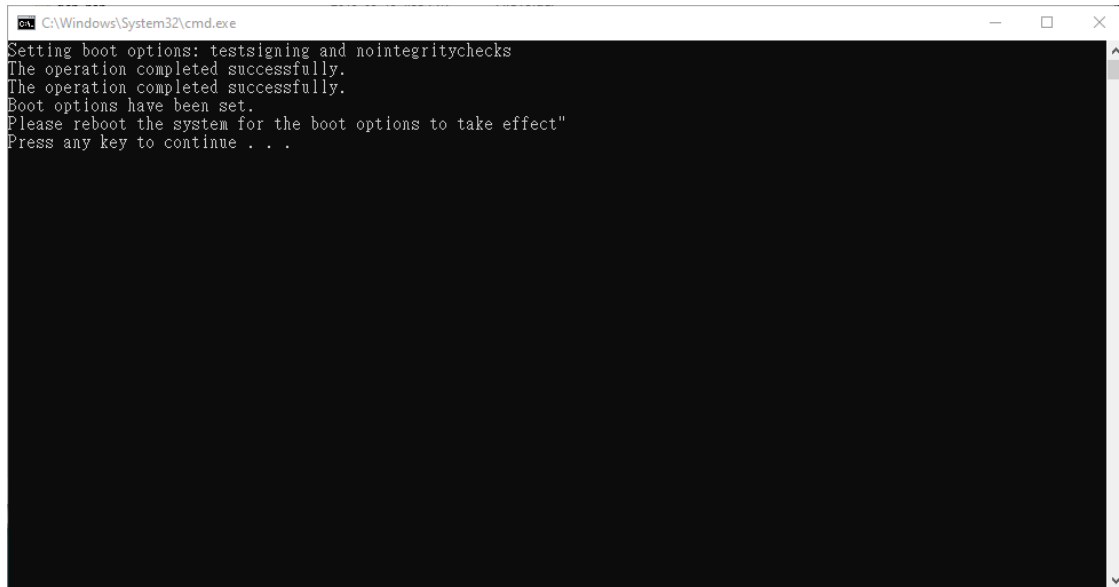 C:\Windows\System32\cmd.exe
Setting boot options: testsigning and nointegritychecks
The operation completed successfully.
The operation completed successfully.
Boot options have been set.
Please reboot the system for the boot options to take effect"
Press any key to continue . . .